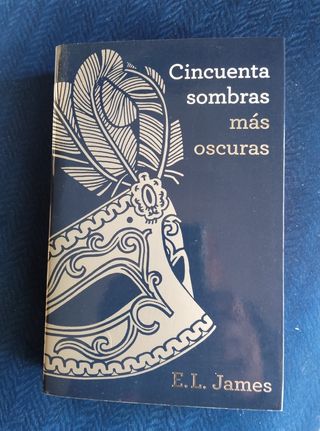 Cincuenta
sombras
más
oscuras
E.L. James